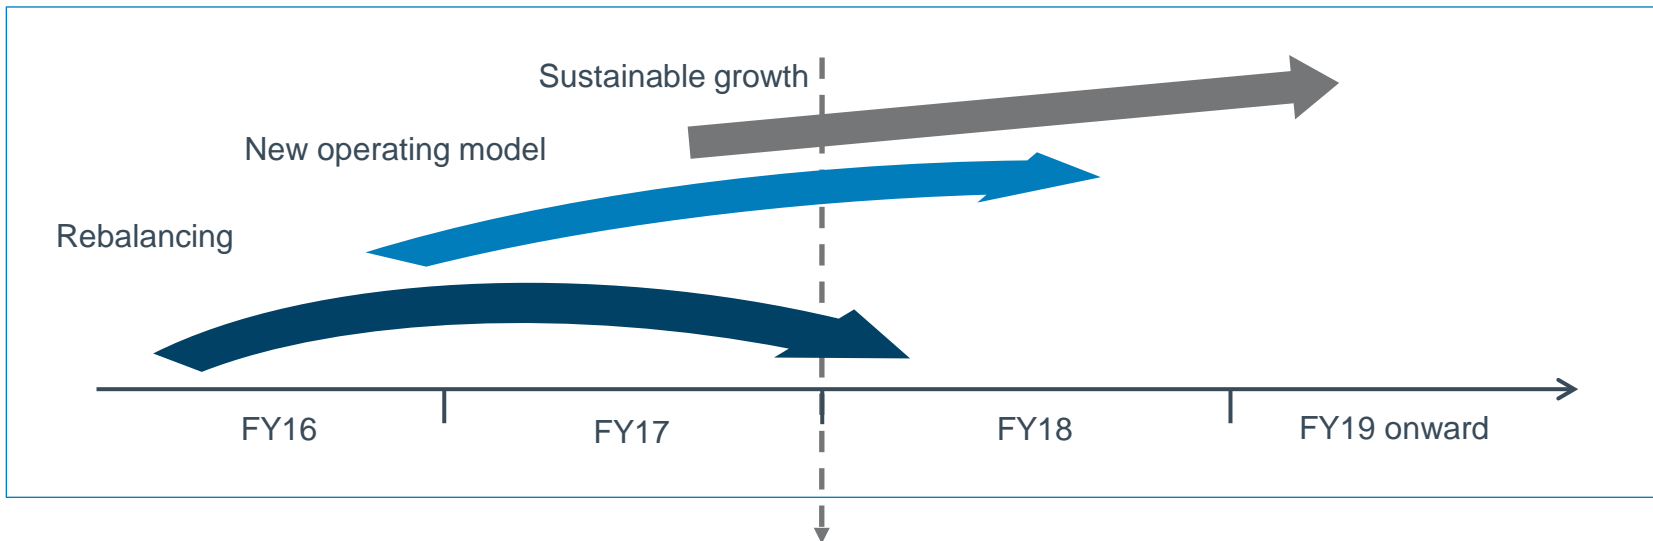 Sustainable growth
New operating model
Rebalancing
FY16
FY17
FY18
FY19 onward